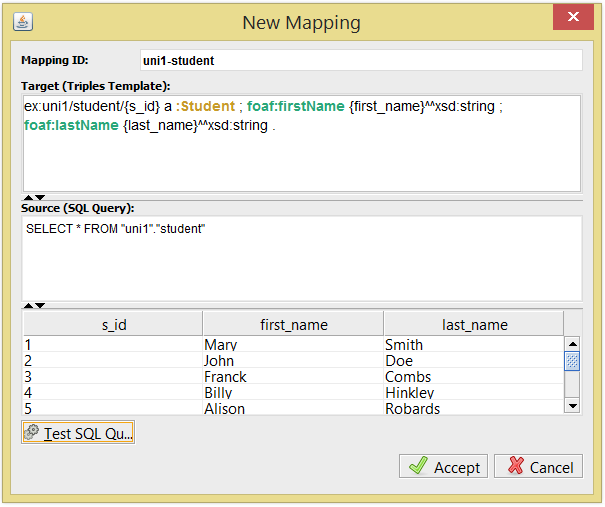 New Mapping
Mapping ID: uni1-student
Target (Triples Template):
ex:uni1/student/{s_id} a :Student ; foaf:firstName {first_name}^^xsd:string ;
foaf:lastName {last_name}^^xsd:string .
Source (SQL Query):
SELECT * FROM "uni1"."student"
s_id first_name last_name
1 Mary Smith
2 John Doe
3 Franck Combs
4 Billy Hinkley
5 Alison Robards
Test SQL Qu...
Accept Cancel